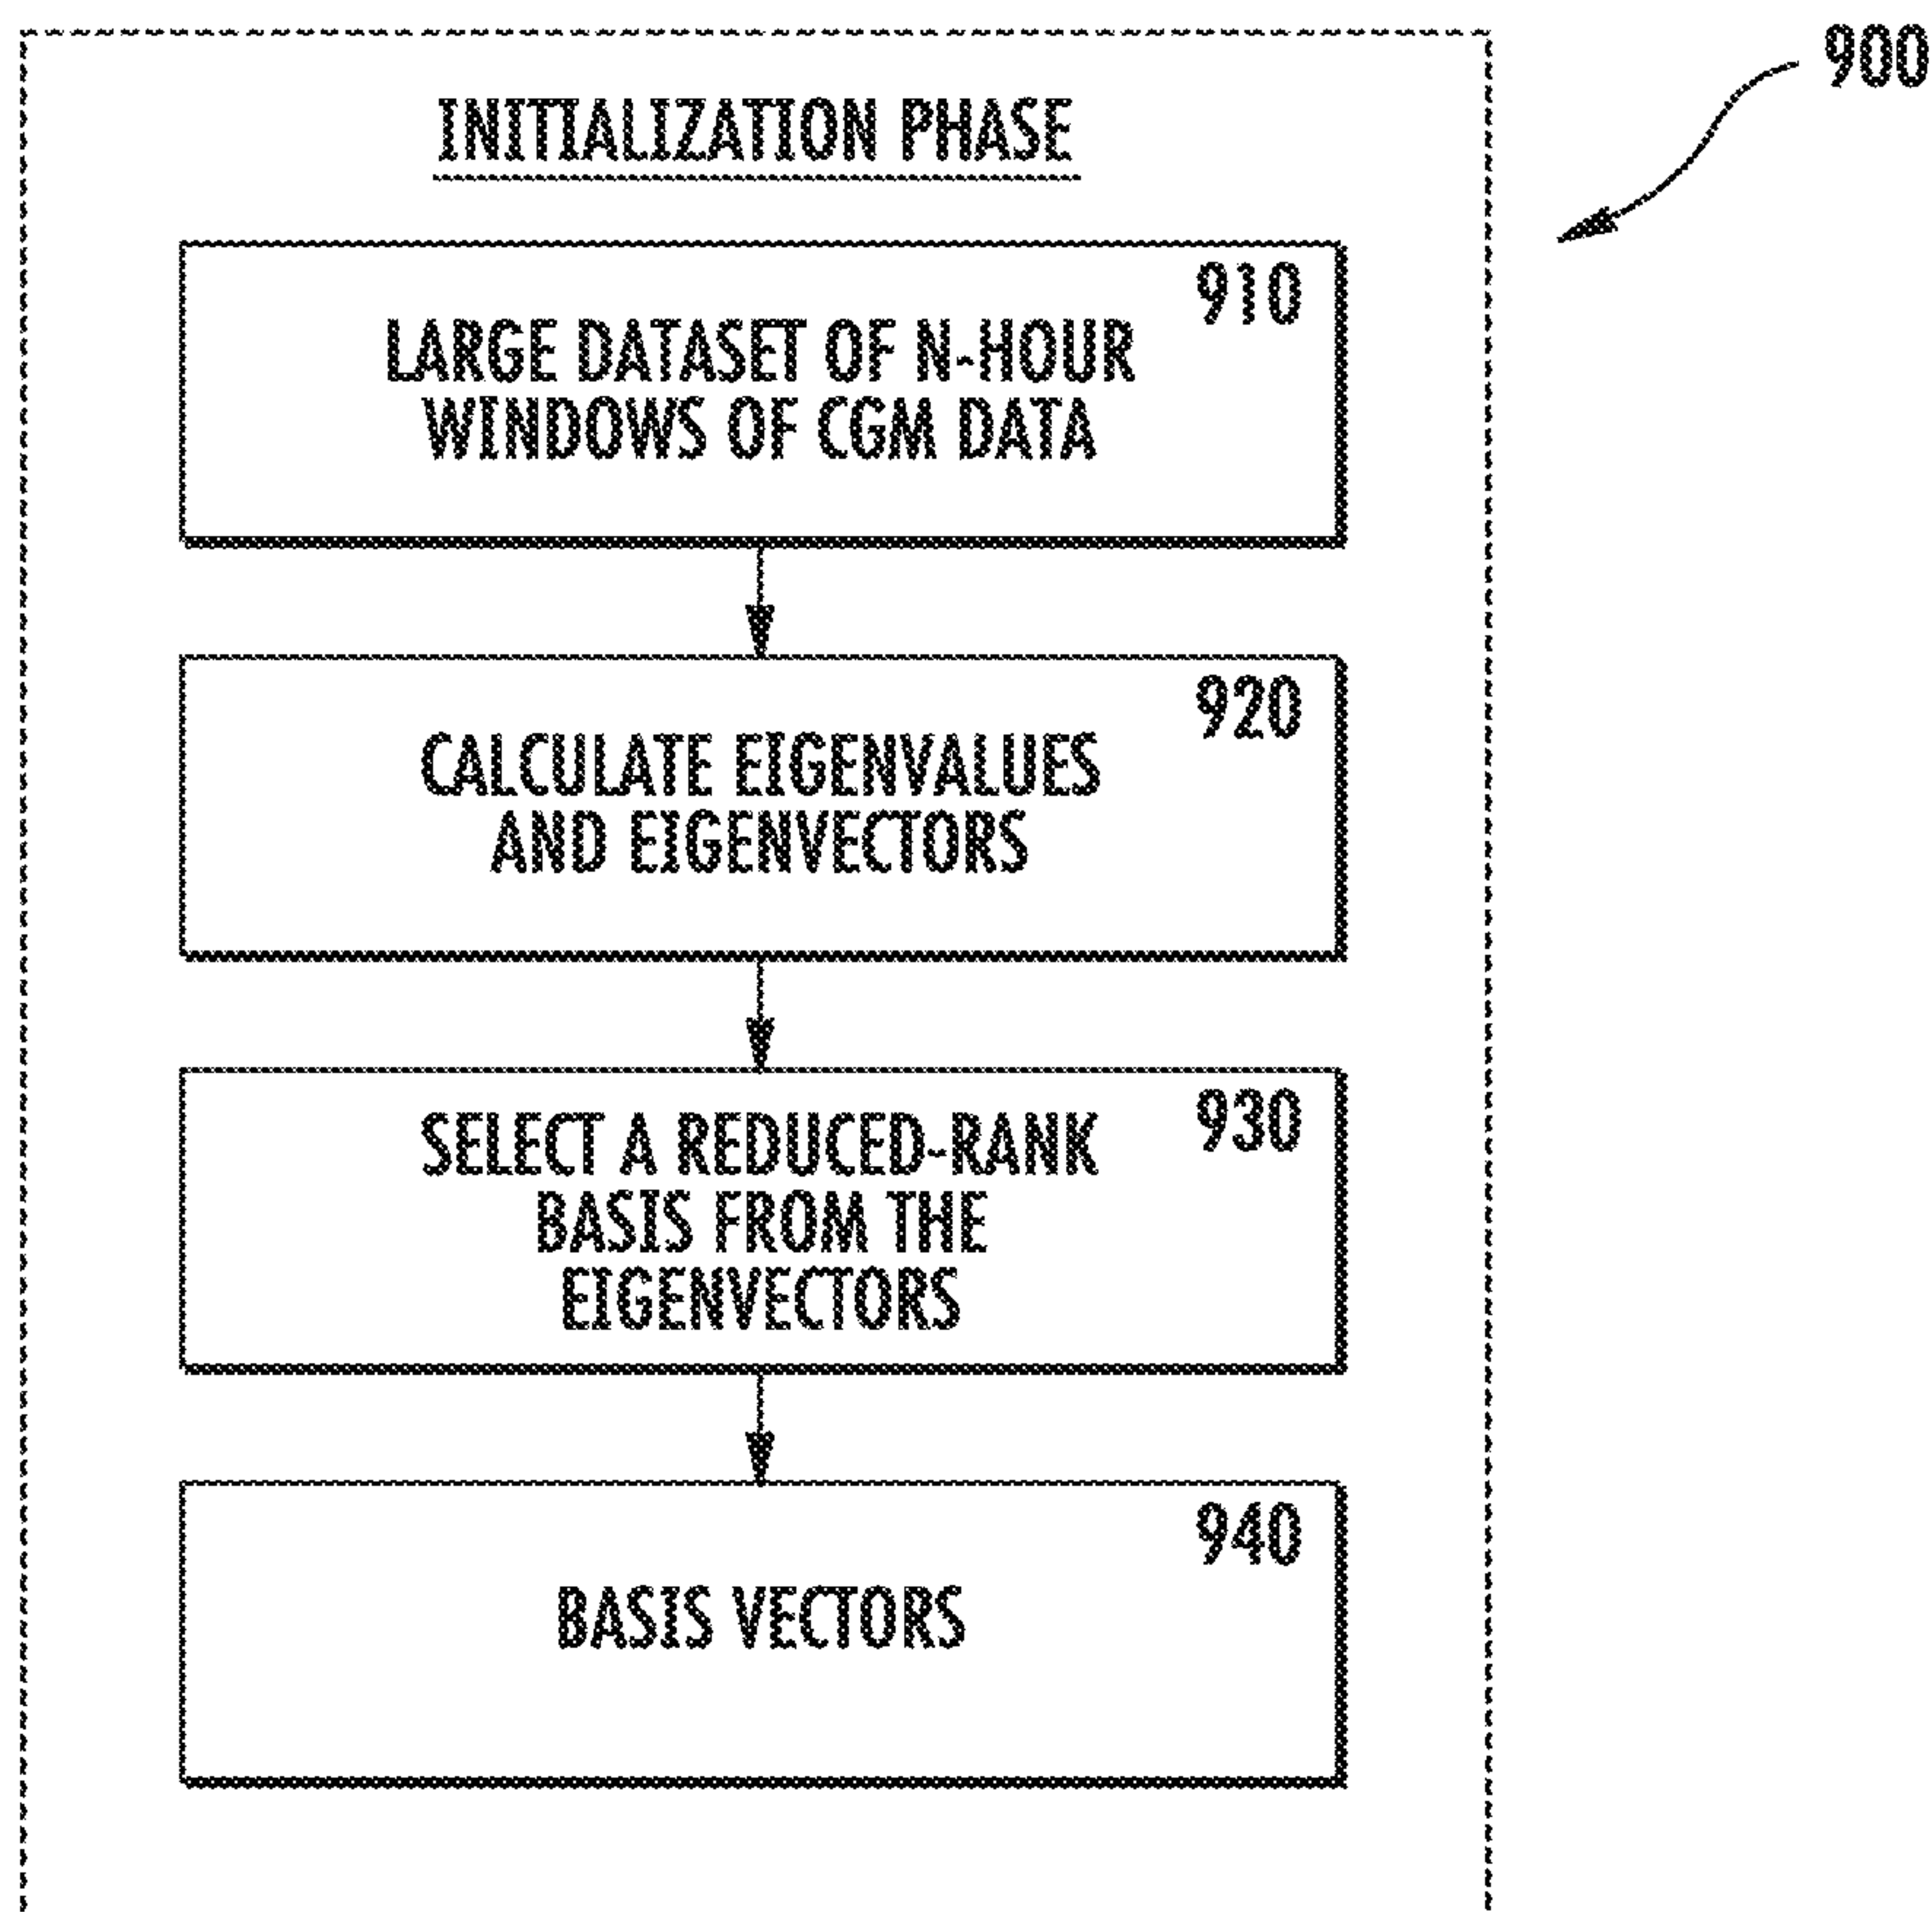 900
INITIALIZATION PHASE
910
LARGE DATASET OF N-HOUR
WINDOWS OF CGM DATA
920
CALCULATE EIGENVALUES
AND EIGENVECTORS
930
SELECT A REDUCED-RANK
BASIS FROM THE
EIGENVECTORS
940
BASIS VECTORS